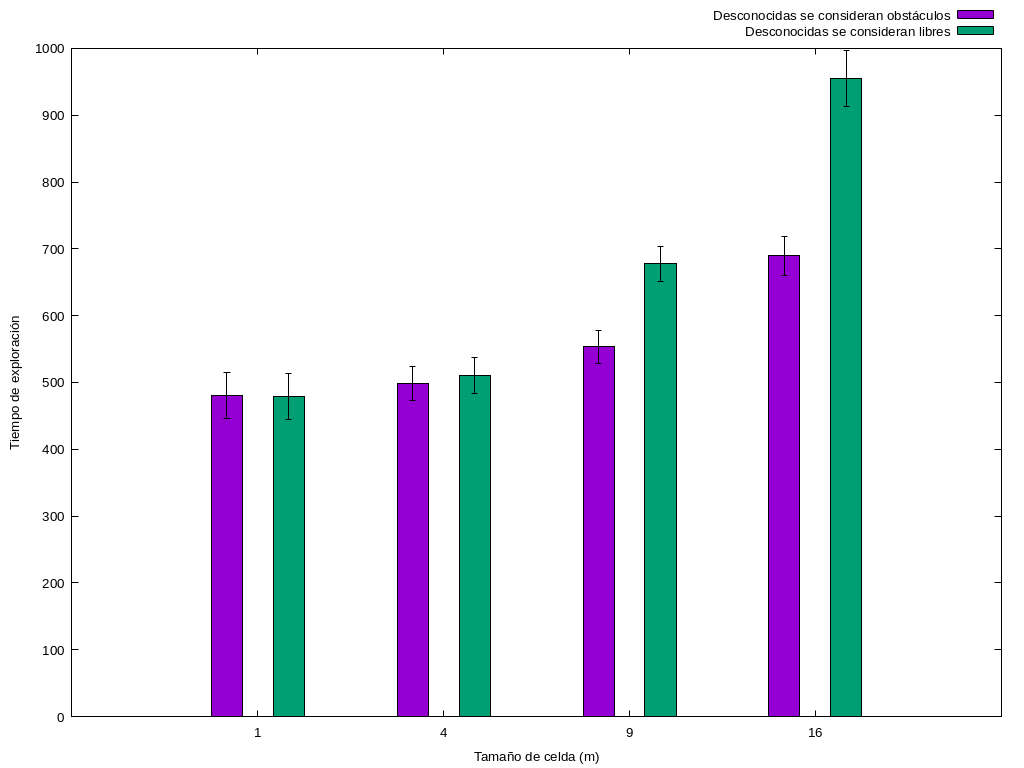 Desconocidas se consideran obstáculos
Desconocidas se consideran libres
1000
900
800
700
600
500
400
300
200
100
0
Tiempo de exploración
1 4 9 16
Tamaño de celda (m)